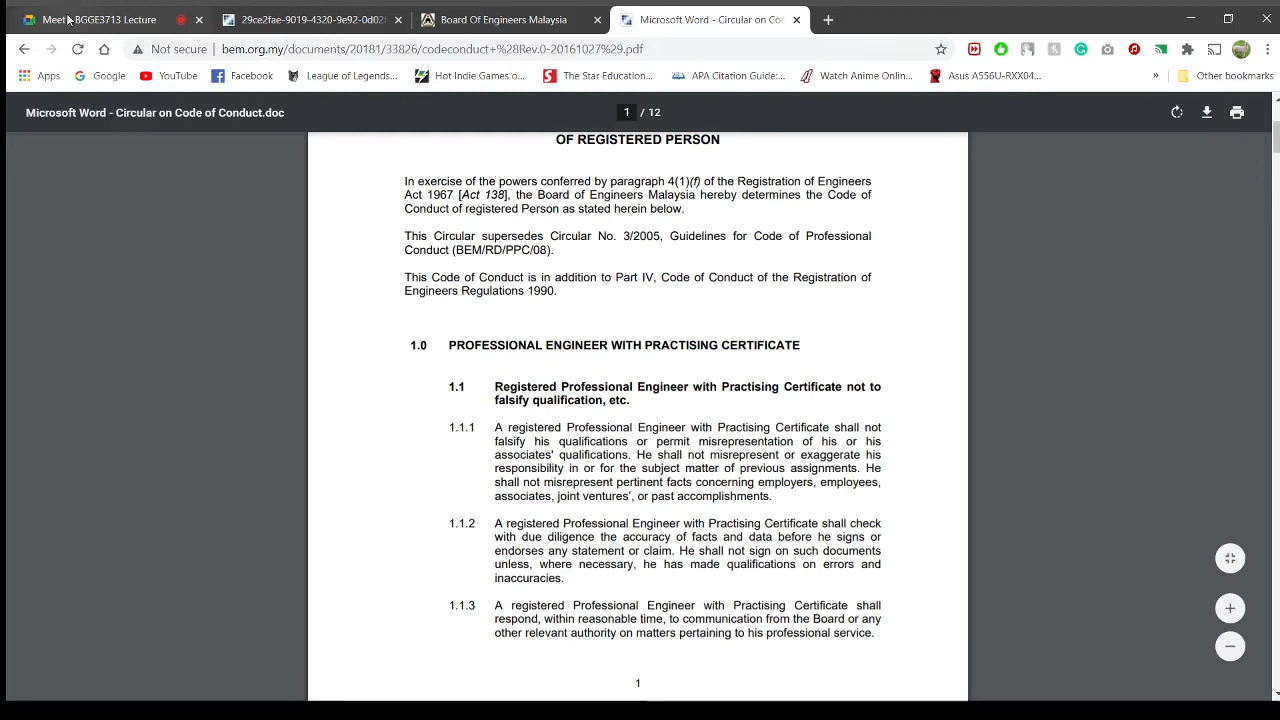 Meet - BGGE3713 Lecture
29ce2fae-9019-4320-9e92-0d02
Board Of Engineers Malaysia
Microsoft Word - Circular on Cod
Not secure | bem.org.my/documents/20181/33826/codeconduct+%28Rev0-20161027%29.pdf
Apps
Google
YouTube
Facebook
League of Legends...
Hot Indie Games o...
The Star Education...
APA Citation Guide:...
Watch Anime Onlin...
Asus A556U-RXX04...
»
Other bookmarks
Microsoft Word - Circular on Code of Conduct.doc
1 / 12
OF REGISTERED PERSON
In exercise of the powers conferred by paragraph 4(1)(f) of the Registration of Engineers
Act 1967 [Act 138], the Board of Engineers Malaysia hereby determines the Code of
Conduct of registered Person as stated herein below.
This Circular supersedes Circular No. 3/2005, Guidelines for Code of Professional
Conduct (BEM/RD/PPC/08).
This Code of Conduct is in addition to Part IV, Code of Conduct of the Registration of
Engineers Regulations 1990.
1.0 PROFESSIONAL ENGINEER WITH PRACTISING CERTIFICATE
1.1 Registered Professional Engineer with Practising Certificate not to
falsify qualification, etc.
1.1.1 A registered Professional Engineer with Practising Certificate shall not
falsify his qualifications or permit misrepresentation of his or his
associates' qualifications. He shall not misrepresent or exaggerate his
responsibility in or for the subject matter of previous assignments. He
shall not misrepresent pertinent facts concerning employers, employees,
associates, joint ventures', or past accomplishments.
1.1.2 A registered Professional Engineer with Practising Certificate shall check
with due diligence the accuracy of facts and data before he signs or
endorses any statement or claim. He shall not sign on such documents
unless, where necessary, he has made qualifications on errors and
inaccuracies.
1.1.3 A registered Professional Engineer with Practising Certificate shall
respond, within reasonable time, to communication from the Board or any
other relevant authority on matters pertaining to his professional service.
1